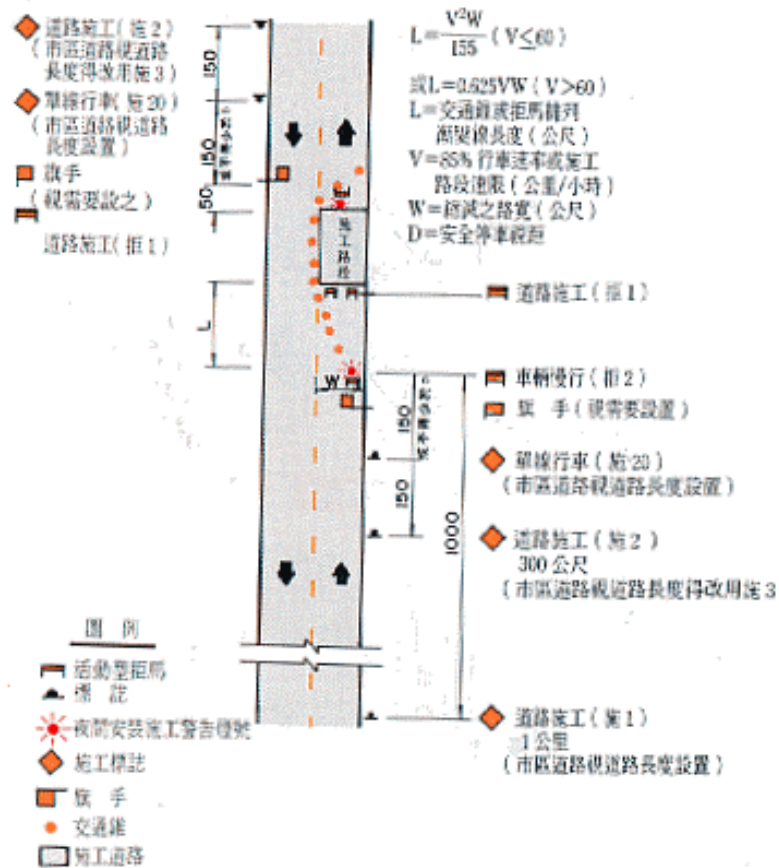 道路施工(施2)
(市區道路視道路
長度得改用施3)
單線行車(施20)
(市區道路視道路
長度設置)
旗手
(視需要設之)
道路施工(拒1)
150
150
50
L
施工路段
W
150
150
1000
L=V²W/155 (V≤60)
或L=0.625VW(V>60)
L=交通錐或拒馬排列
漸變線長度(公尺)
V=85%行車速率或施工
路段速限(公里/小時)
W=縮減之路寬(公尺)
D=安全停車視距
道路施工(拒1)
車輛慢行(拒2)
旗 手(視需要設置)
單線行車(施20)
(市區道路視道路長度設置)
道路施工(施2)
300公尺
(市區道路視道路長度得改用施3
道路施工(施1)
1公里
(市區道路視道路長度設置)
圖 例
活動型拒馬
標 誌
夜間安裝施工警告燈號
施工標誌
旗 手
交通錐
施工道路